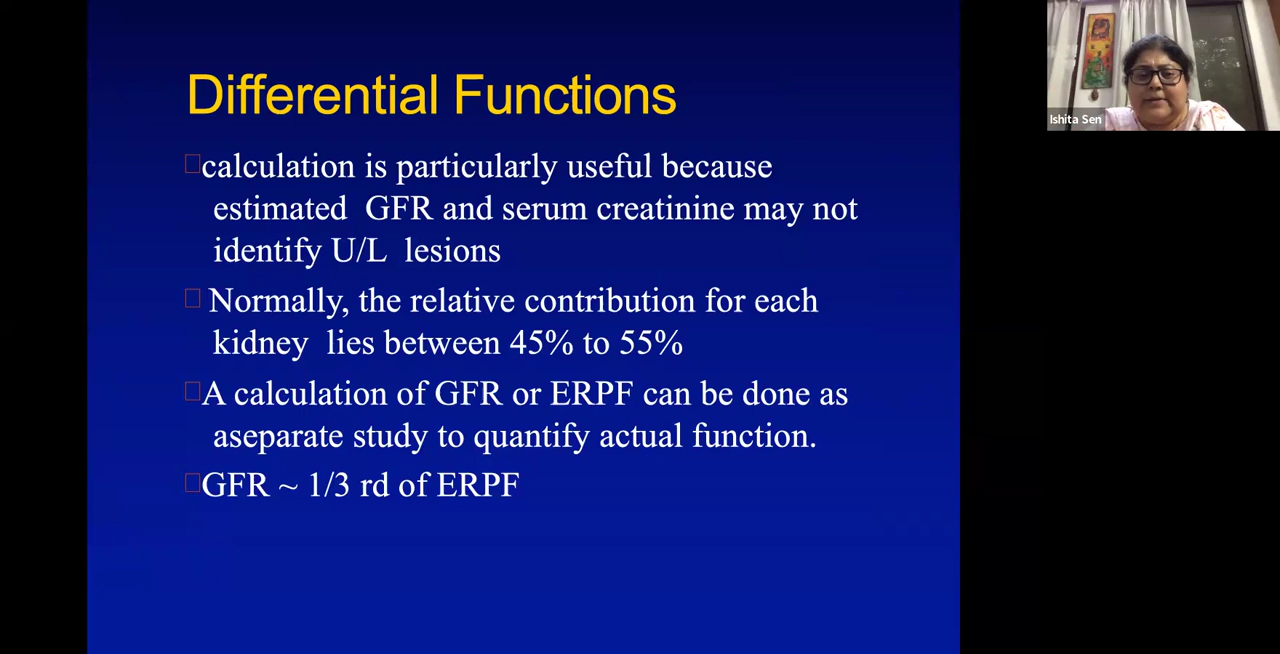 Differential Functions
calculation is particularly useful because
estimated GFR and serum creatinine may not
identify U/L lesions
Normally, the relative contribution for each
kidney lies between 45% to 55%
A calculation of GFR or ERPF can be done as
aseparate study to quantify actual function.
GFR ~ 1/3 rd of ERPF
Ishita Sen